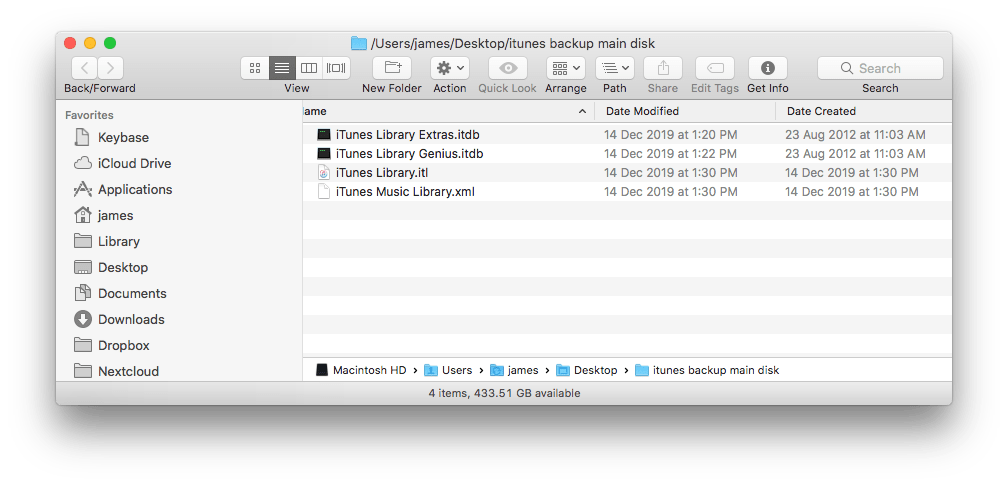 /Users/james/Desktop/itunes backup main disk
Back/Forward View New Folder Action Quick Look Arrange Path Share Edit Tags Get Info Search
Search
Favorites
Keybase
iCloud Drive
Applications
james
Library
Desktop
Documents
Downloads
Dropbox
Nextcloud
ame Date Modified Date Created
iTunes Library Extras.itdb 14 Dec 2019 at 1:20 PM 23 Aug 2012 at 11:03 AM
iTunes Library Genius.itdb 14 Dec 2019 at 1:22 PM 23 Aug 2012 at 11:03 AM
iTunes Library.itl 14 Dec 2019 at 1:30 PM 14 Dec 2019 at 1:30 PM
iTunes Music Library.xml 14 Dec 2019 at 1:30 PM 14 Dec 2019 at 1:30 PM
Macintosh HD › Users › james › Desktop › itunes backup main disk
4 items, 433.51 GB available